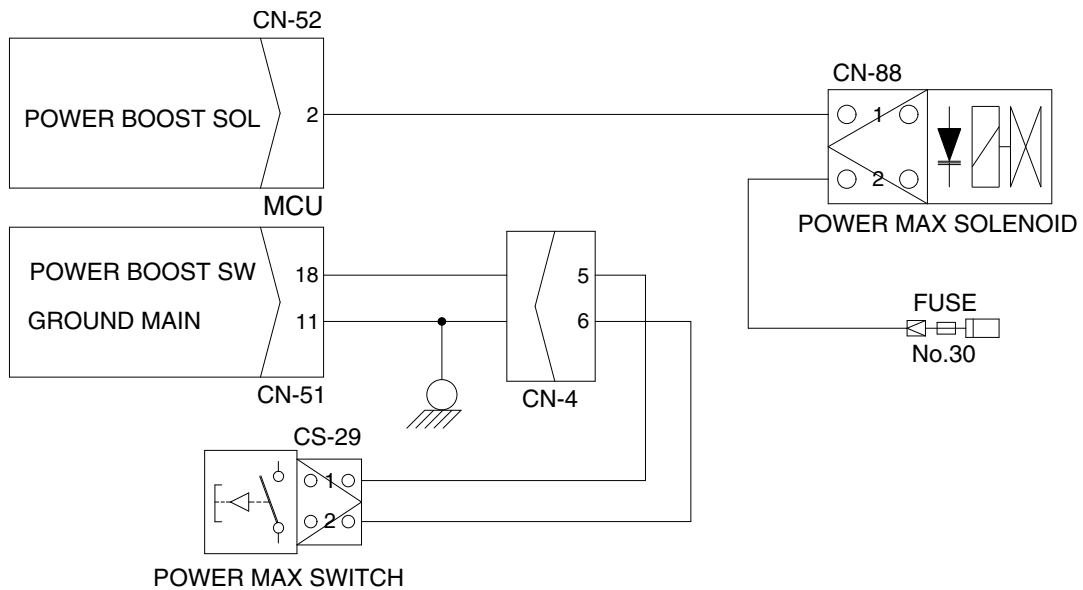 CN-52
POWER BOOST SOL 2
MCU
CN-88
1
2
POWER MAX SOLENOID
POWER BOOST SW 18
GROUND MAIN 11
CN-51
5
6
CN-4
FUSE
No.30
CS-29
1
2
POWER MAX SWITCH